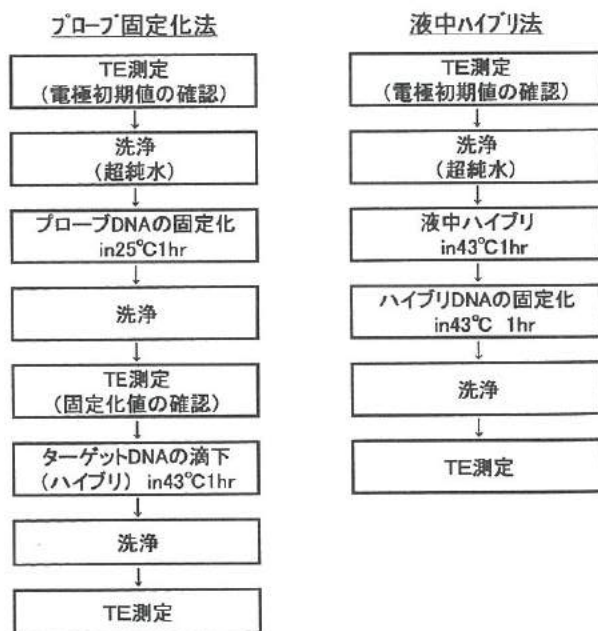 プローブ固定化法
TE測定
(電極初期値の確認)
↓
洗浄
(超純水)
↓
プローブDNAの固定化
in25℃1hr
↓
洗浄
↓
TE測定
(固定化値の確認)
↓
ターゲットDNAの滴下
(ハイブリ) in43℃1hr
↓
洗浄
↓
TE測定
液中ハイブリ法
TE測定
(電極初期値の確認)
↓
洗浄
(超純水)
↓
液中ハイブリ
in43℃1hr
↓
ハイブリDNAの固定化
in43℃ 1hr
↓
洗浄
↓
TE測定